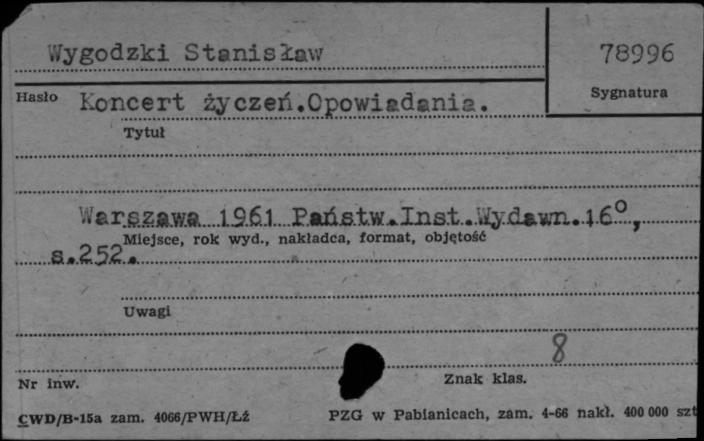 Wygodzki Stanisław
78996
Hasło
Sygnatura
Koncert życzeń.Opowiadania.
Tytuł
Warszawa 1961 Państw.Inst.Wydawn.16°,
Miejsce, rok wyd., nakładca, format, objętość
s.252.
Uwagi
8
Nr inw.
Znak klas.
CWD/B-15a zam. 4066/PWH/Łź
PZG w Pabianicach, zam. 4-66 nakł. 400 000 szt